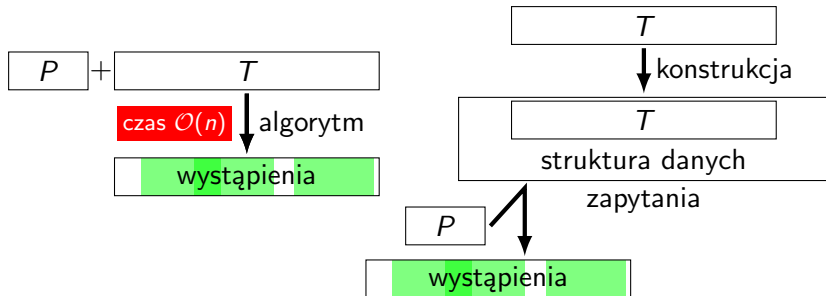 P + T
czas O(n) algorytm
wystąpienia
T
konstrukcja
T
struktura danych
zapytania
P
wystąpienia